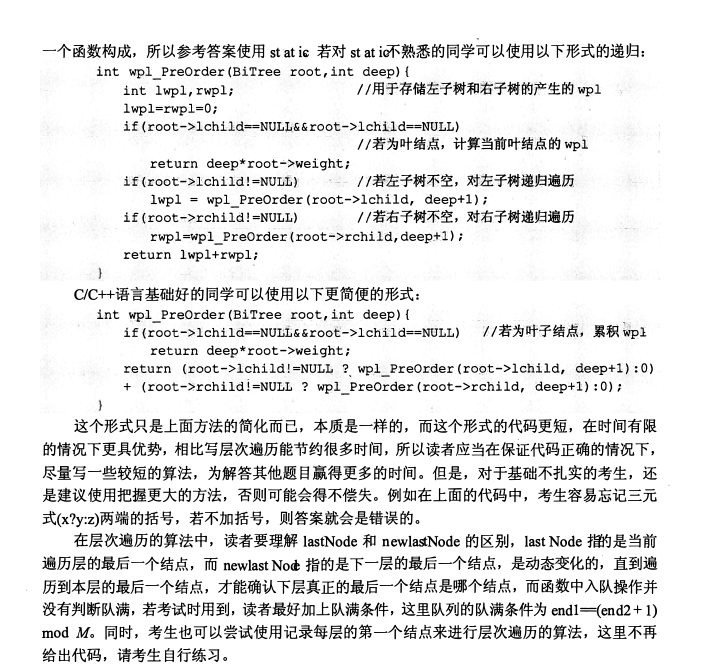 一个函数构成，所以参考答案使用 static 若对 static不熟悉的同学可以使用以下形式的递归：
int wpl_PreOrder(BiTree root,int deep){
int lwpl,rwpl; //用于存储左子树和右子树的产生的 wpl
lwpl=rwpl=0;
if(root->lchild==NULL&&root->lchild==NULL)
//若为叶结点，计算当前叶结点的 wpl
return deep*root->weight;
if(root->lchild!=NULL) //若左子树不空，对左子树递归遍历
lwpl = wpl_PreOrder(root->lchild, deep+1);
if(root->rchild!=NULL) //若右子树不空，对右子树递归遍历
rwpl=wpl_PreOrder(root->rchild,deep+1);
return lwpl+rwpl;
}
C/C++语言基础好的同学可以使用以下更简便的形式：
int wpl_PreOrder(BiTree root,int deep){
if(root->lchild==NULL&&root->lchild==NULL) //若为叶子结点，累积 wpl
return deep*root->weight;
return (root->lchild!=NULL ? wpl_PreOrder(root->lchild, deep+1):0)
+ (root->rchild!=NULL ? wpl_PreOrder(root->rchild, deep+1):0);
}
这个形式只是上面方法的简化而已，本质是一样的，而这个形式的代码更短，在时间有限
的情况下更具优势，相比写层次遍历能节约很多时间，所以读者应当在保证代码正确的情况下，
尽量写一些较短的算法，为解答其他题目赢得更多的时间。但是，对于基础不扎实的考生，还
是建议使用把握更大的方法，否则可能会得不偿失。例如在上面的代码中，考生容易忘记三元
式(x?y:z)两端的括号，若不加括号，则答案就会是错误的。
在层次遍历的算法中，读者要理解 lastNode 和 newlastNode 的区别，last Node 指的是当前
遍历层的最后一个结点，而 newlast Node 指的是下一层的最后一个结点，是动态变化的，直到遍
历到本层的最后一个结点，才能确认下层真正的最后一个结点是哪个结点，而函数中入队操作并
没有判断队满，若考试时用到，读者最好加上队满条件，这里队列的队满条件为 end1==(end2 + 1)
mod M。同时，考生也可以尝试使用记录每层的第一个结点来进行层次遍历的算法，这里不再
给出代码，请考生自行练习。